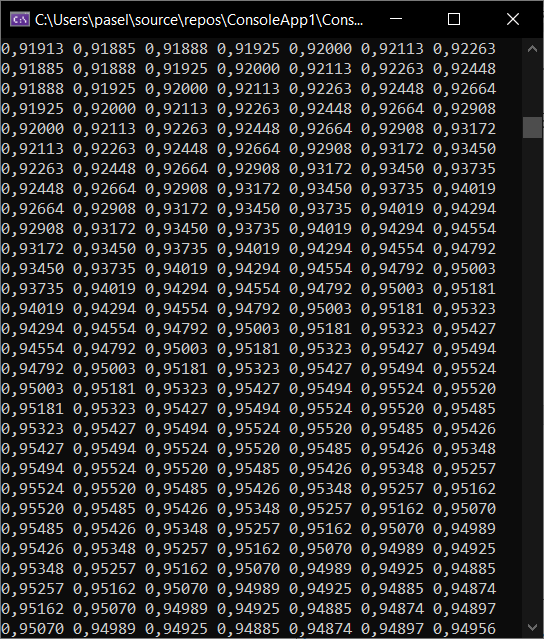 C:\Users\pasel\source\repos\ConsoleApp1\Cons...
0,91913 0,91885 0,91888 0,91925 0,92000 0,92113 0,92263
0,91885 0,91888 0,91925 0,92000 0,92113 0,92263 0,92448
0,91888 0,91925 0,92000 0,92113 0,92263 0,92448 0,92664
0,91925 0,92000 0,92113 0,92263 0,92448 0,92664 0,92908
0,92000 0,92113 0,92263 0,92448 0,92664 0,92908 0,93172
0,92113 0,92263 0,92448 0,92664 0,92908 0,93172 0,93450
0,92263 0,92448 0,92664 0,92908 0,93172 0,93450 0,93735
0,92448 0,92664 0,92908 0,93172 0,93450 0,93735 0,94019
0,92664 0,92908 0,93172 0,93450 0,93735 0,94019 0,94294
0,92908 0,93172 0,93450 0,93735 0,94019 0,94294 0,94554
0,93172 0,93450 0,93735 0,94019 0,94294 0,94554 0,94792
0,93450 0,93735 0,94019 0,94294 0,94554 0,94792 0,95003
0,93735 0,94019 0,94294 0,94554 0,94792 0,95003 0,95181
0,94019 0,94294 0,94554 0,94792 0,95003 0,95181 0,95323
0,94294 0,94554 0,94792 0,95003 0,95181 0,95323 0,95427
0,94554 0,94792 0,95003 0,95181 0,95323 0,95427 0,95494
0,94792 0,95003 0,95181 0,95323 0,95427 0,95494 0,95524
0,95003 0,95181 0,95323 0,95427 0,95494 0,95524 0,95520
0,95181 0,95323 0,95427 0,95494 0,95524 0,95520 0,95485
0,95323 0,95427 0,95494 0,95524 0,95520 0,95485 0,95426
0,95427 0,95494 0,95524 0,95520 0,95485 0,95426 0,95348
0,95494 0,95524 0,95520 0,95485 0,95426 0,95348 0,95257
0,95524 0,95520 0,95485 0,95426 0,95348 0,95257 0,95162
0,95520 0,95485 0,95426 0,95348 0,95257 0,95162 0,95070
0,95485 0,95426 0,95348 0,95257 0,95162 0,95070 0,94989
0,95426 0,95348 0,95257 0,95162 0,95070 0,94989 0,94925
0,95348 0,95257 0,95162 0,95070 0,94989 0,94925 0,94885
0,95257 0,95162 0,95070 0,94989 0,94925 0,94885 0,94874
0,95162 0,95070 0,94989 0,94925 0,94885 0,94874 0,94897
0,95070 0,94989 0,94925 0,94885 0,94874 0,94897 0,94956